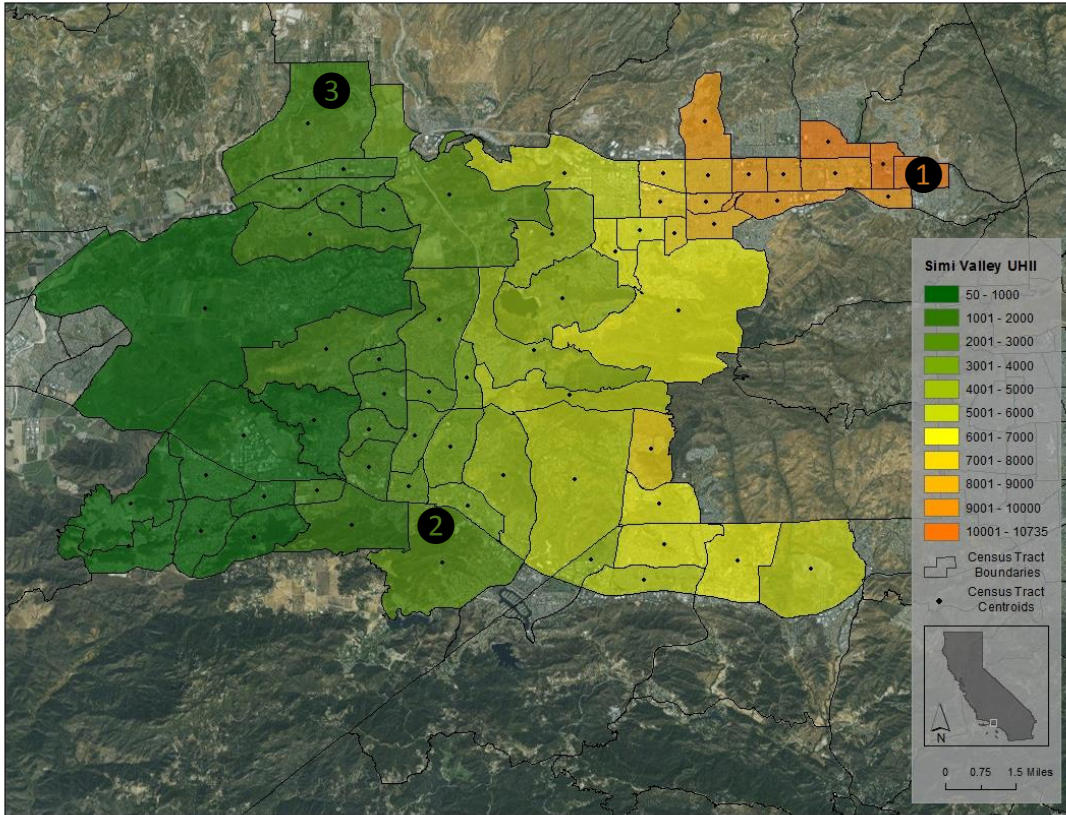 3
1
2
Simi Valley UHII
50 - 1000
1001 - 2000
2001 - 3000
3001 - 4000
4001 - 5000
5001 - 6000
6001 - 7000
7001 - 8000
8001 - 9000
9001 - 10000
10001 - 10735
Census Tract
Boundaries
Census Tract
Centroids
N
0 0.75 1.5 Miles